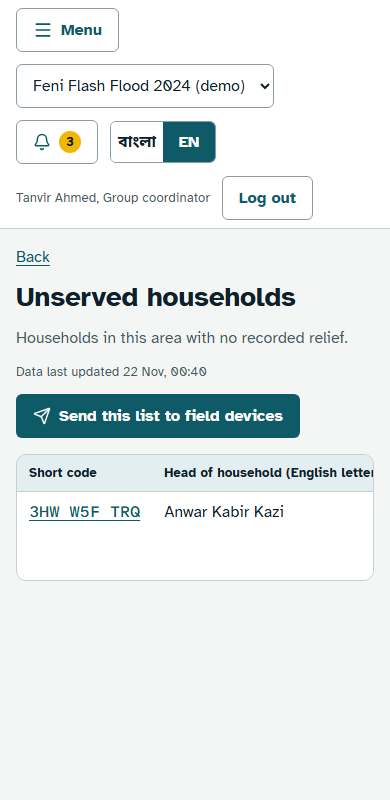 Menu
Feni Flash Flood 2024 (demo)
3
বাংলা EN
Tanvir Ahmed, Group coordinator Log out
Back
Unserved households
Households in this area with no recorded relief.
Data last updated 22 Nov, 00:40
Send this list to field devices
Short code Head of household (English letter
3HW W5F TRQ Anwar Kabir Kazi